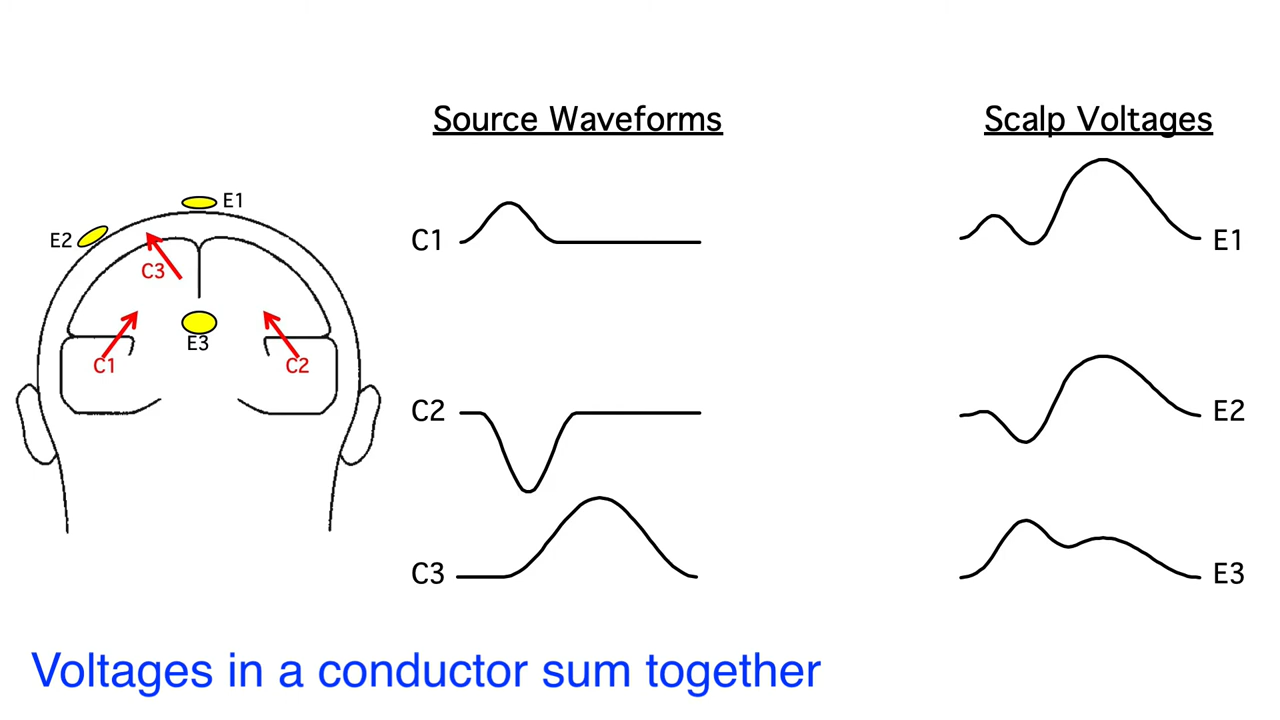 Source Waveforms
Scalp Voltages
E1
E2
C3
E3
C1
C2
C1
C2
C3
E1
E2
E3
Voltages in a conductor sum together